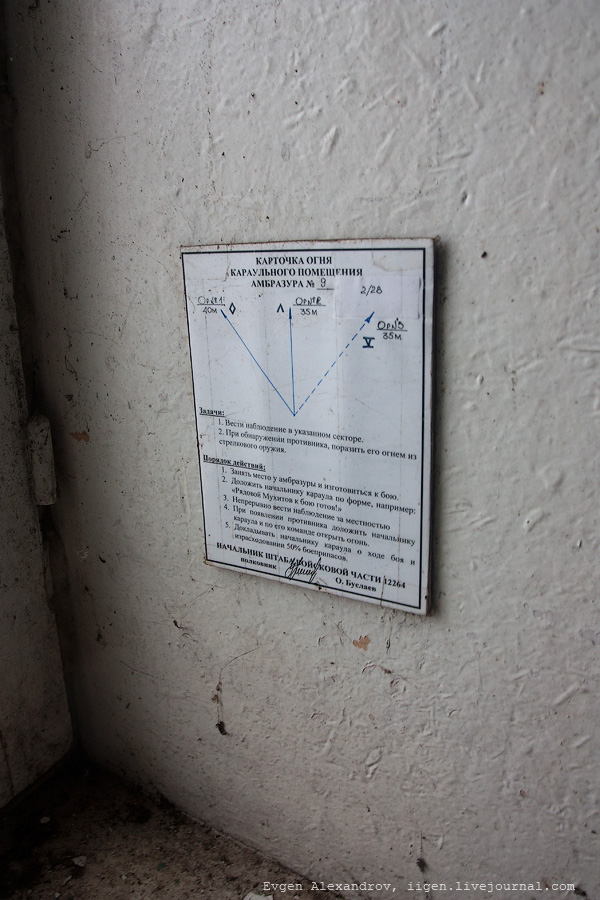 КАРТОЧКА ОГНЯ
КАРАУЛЬНОГО ПОМЕЩЕНИЯ
АМБРАЗУРА № 9
2/28
Ор№1
40м
Ор№2
35м
Ор№3
35м
Задачи:
1. Вести наблюдение в указанном секторе.
2. При обнаружении противника, поразить его огнем из
стрелкового оружия.
Порядок действий:
1. Занять место у амбразуры и изготовиться к бою.
2. Доложить начальнику караула по форме, например:
«Рядовой Мухитов к бою готов!»
3. Непрерывно вести наблюдение за местностью
4. При появлении противника доложить начальнику
караула и по его команде открыть огонь.
5. Докладывать начальнику караула о ходе боя и
израсходовании 50% боеприпасов.
НАЧАЛЬНИК ШТАБА ВОЙСКОВОЙ ЧАСТИ 12264
полковник О. Буслаев
Evgen Alexandrov, iigen.livejournal.com